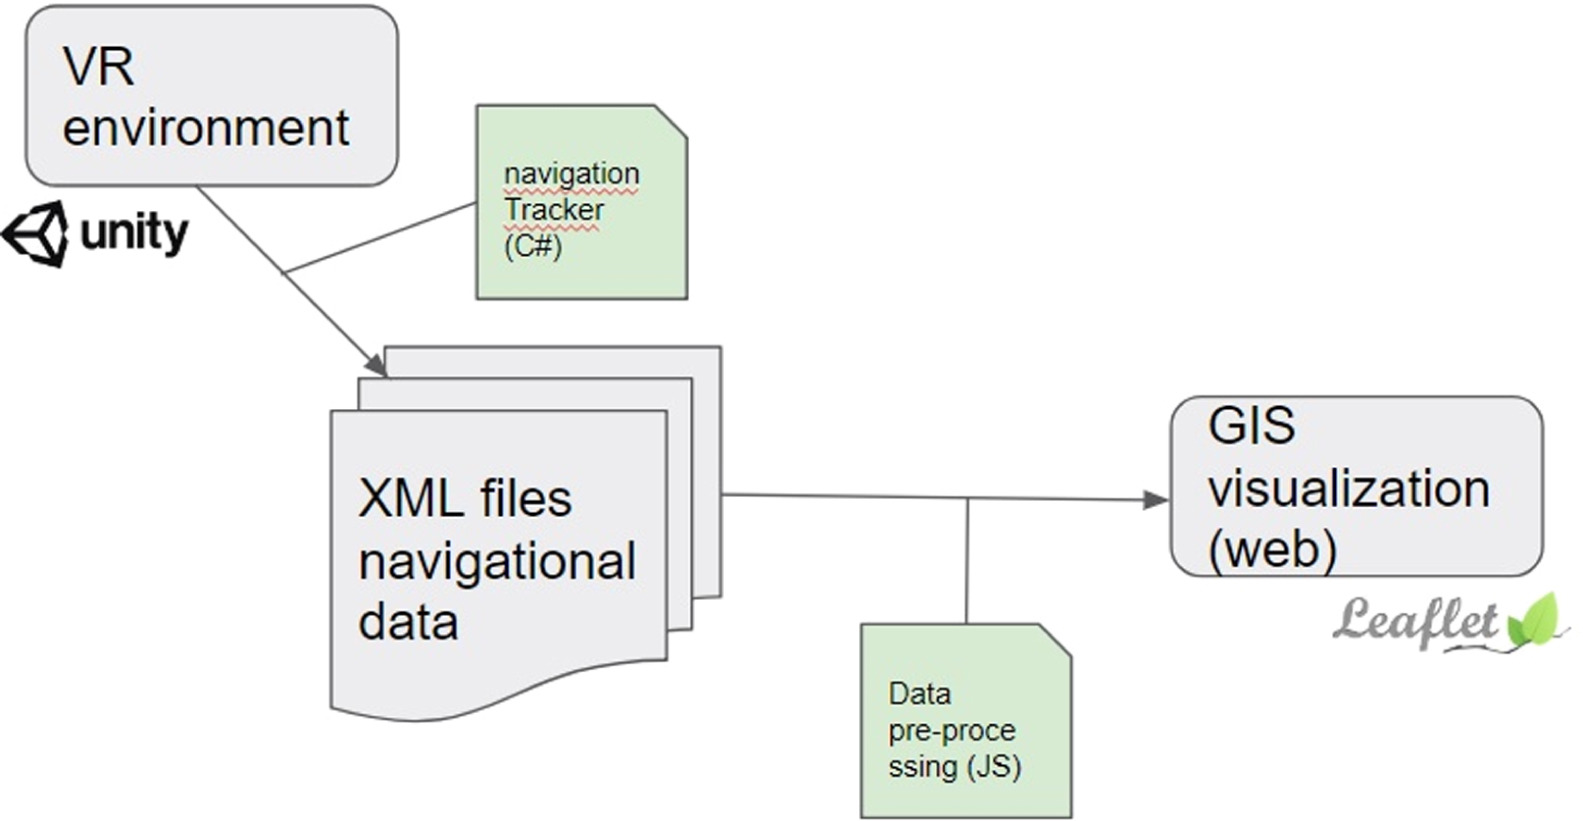 VR
environment
unity
navigation
Tracker
(C#)
XML files
navigational
data
GIS
visualization
(web)
Leaflet
Data
pre-proce
ssing (JS)